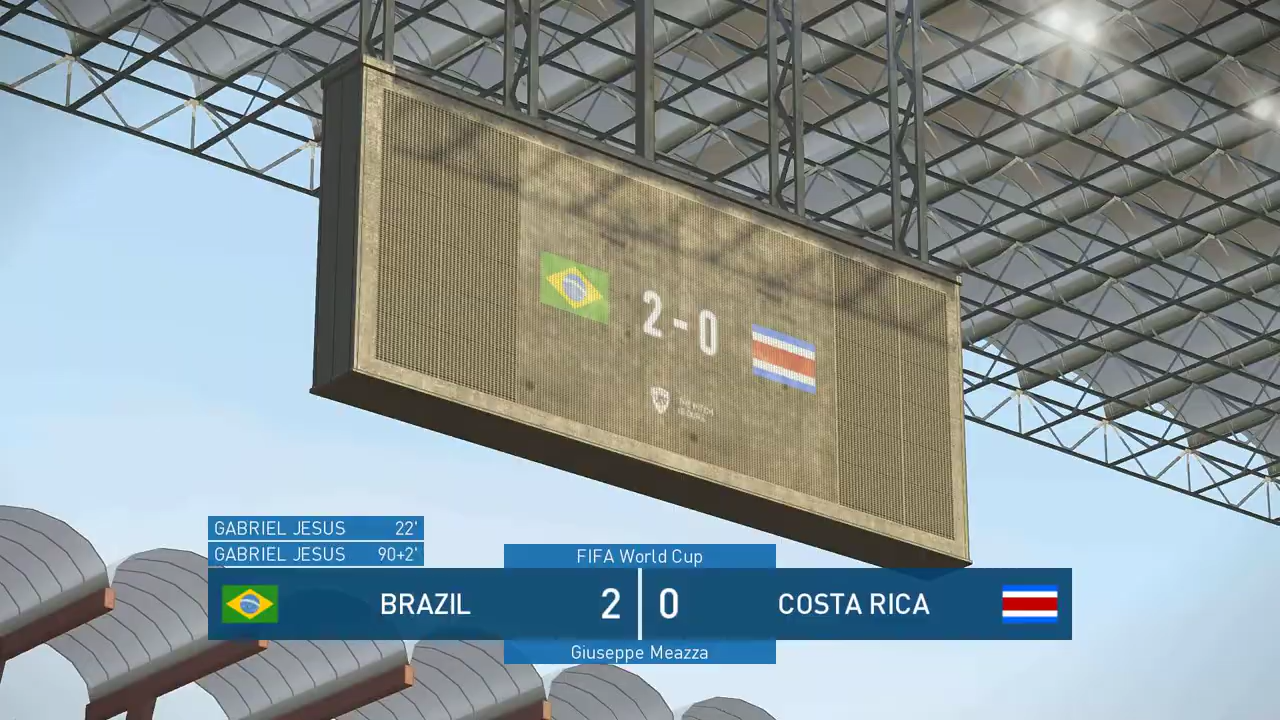 2-0
GABRIEL JESUS 22'
GABRIEL JESUS 90+2'
FIFA World Cup
BRAZIL 2 0 COSTA RICA
Giuseppe Meazza